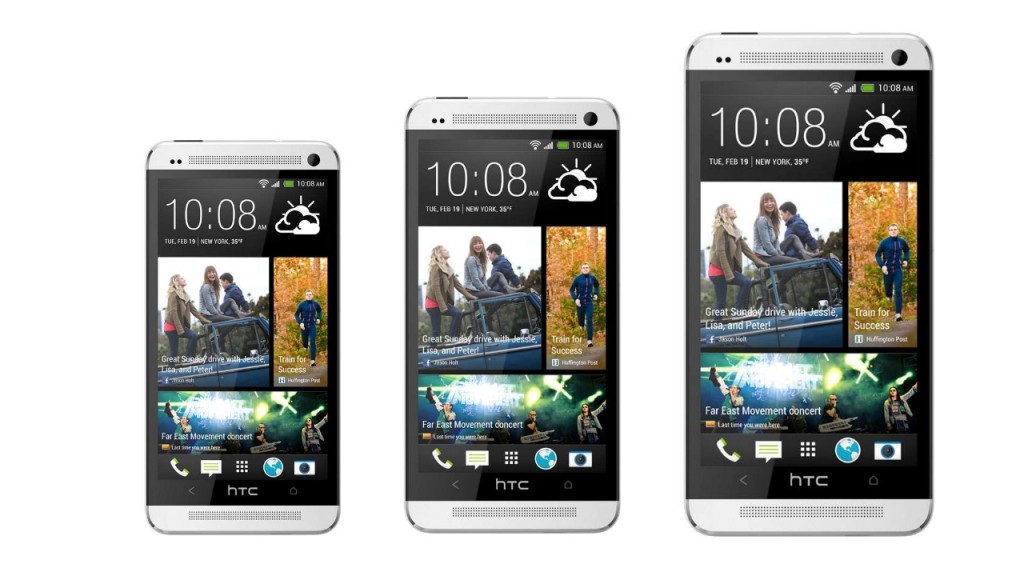 10:08 AM
10:08 AM
TUE, FEB 19 | NEW YORK, 35°F
Great Sunday drive with Jessie,
Lisa, and Peter!
f Jason Holt
Train for
Success
Huffington Post
Far East Movement concert
Last time you were here...
hTC
10:08 AM
10:08 AM
TUE, FEB 19 | NEW YORK, 35°F
Great Sunday drive with Jessie,
Lisa, and Peter!
f Jason Holt
Train for
Success
Huffington Post
Far East Movement concert
Last time you were here...
hTC
10:08 AM
10:08 AM
TUE, FEB 19 | NEW YORK, 35°F
Great Sunday drive with Jessie,
Lisa, and Peter!
f Jason Holt
Train for
Success
Huffington Post
Far East Movement concert
Last time you were here...
hTC